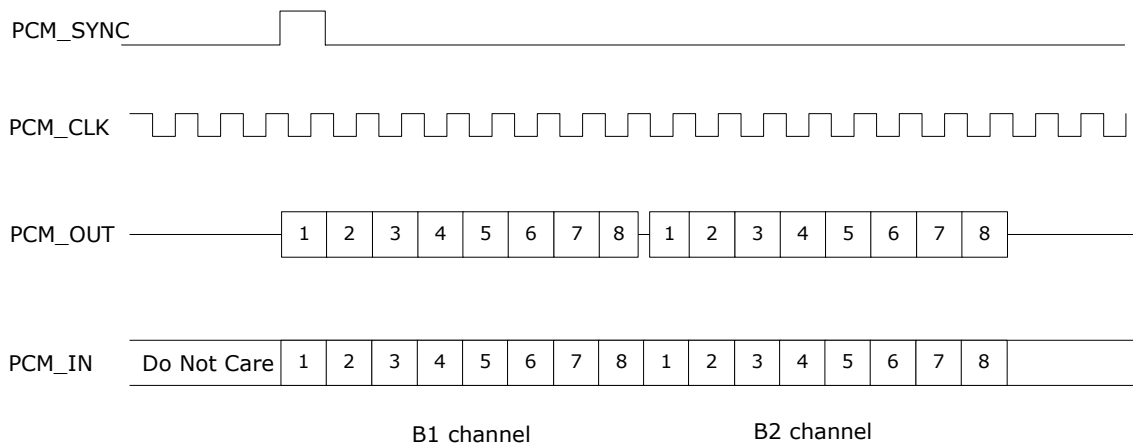 PCM_SYNC
PCM_CLK
PCM_OUT 1 2 3 4 5 6 7 8 1 2 3 4 5 6 7 8
PCM_IN Do Not Care 1 2 3 4 5 6 7 8 1 2 3 4 5 6 7 8
B1 channel B2 channel